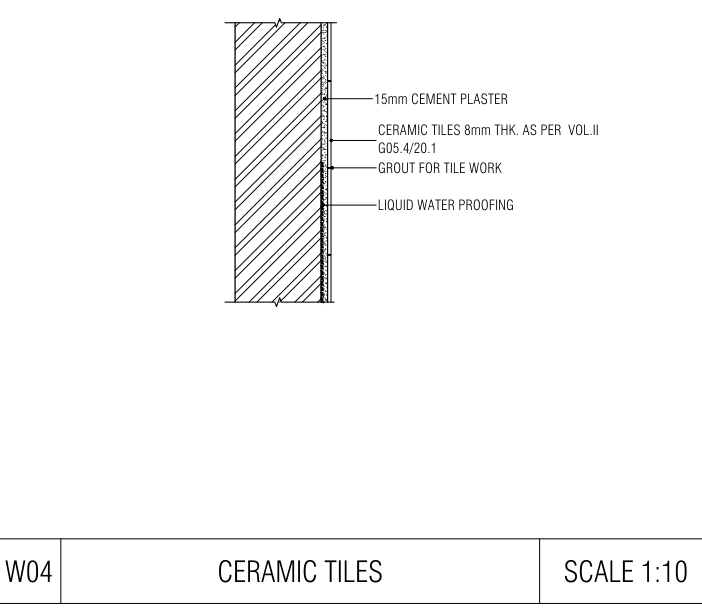 15mm CEMENT PLASTER
CERAMIC TILES 8mm THK. AS PER VOL.II
G05.4/20.1
GROUT FOR TILE WORK
LIQUID WATER PROOFING
W04
CERAMIC TILES
SCALE 1:10